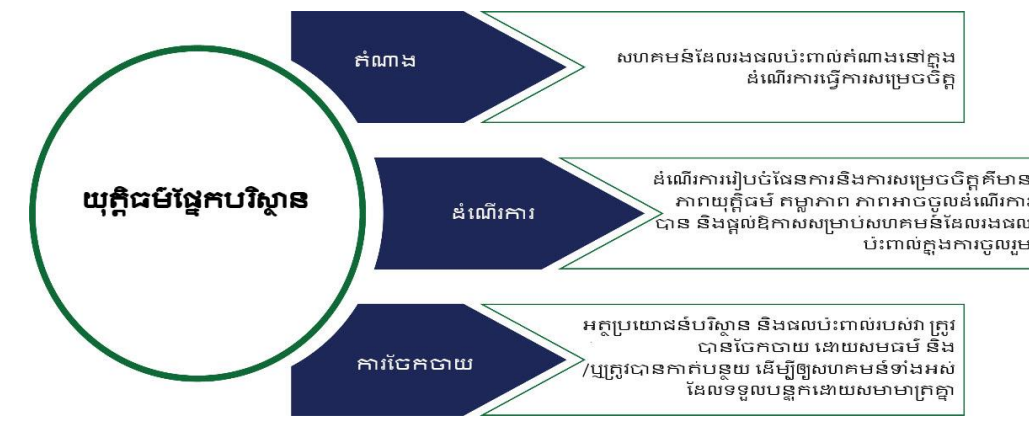 យុត្តិធម៌ផ្នែកបរិស្ថាន
តំណាង
សហគមន៍ដែលរងផលប៉ះពាល់តំណាងនៅក្នុង
ដំណើរការធ្វើការសម្រេចចិត្ត
ដំណើរការ
ដំណើរការរៀបចំផែនការនិងការសម្រេចចិត្តគឺមាន
ភាពយុត្តិធម៍ តម្លាភាព ភាពអាចចូលដំណើរការ
បាន និងផ្តល់ឱកាសសម្រាប់សហគមន៍ដែលរងផល
ប៉ះពាល់ក្នុងការចូលរួម
ការចែកចាយ
អត្ថប្រយោជន៍បរិស្ថាន និងផលប៉ះពាល់របស់វា ត្រូវ
បានចែកចាយ ដោយសមធម៌ និង
/ឬត្រូវបានកាត់បន្ថយ ដើម្បីឲ្យសហគមន៍ទាំងអស់
ដែលទទួលបន្ទុកដោយសមាមាត្រគ្នា